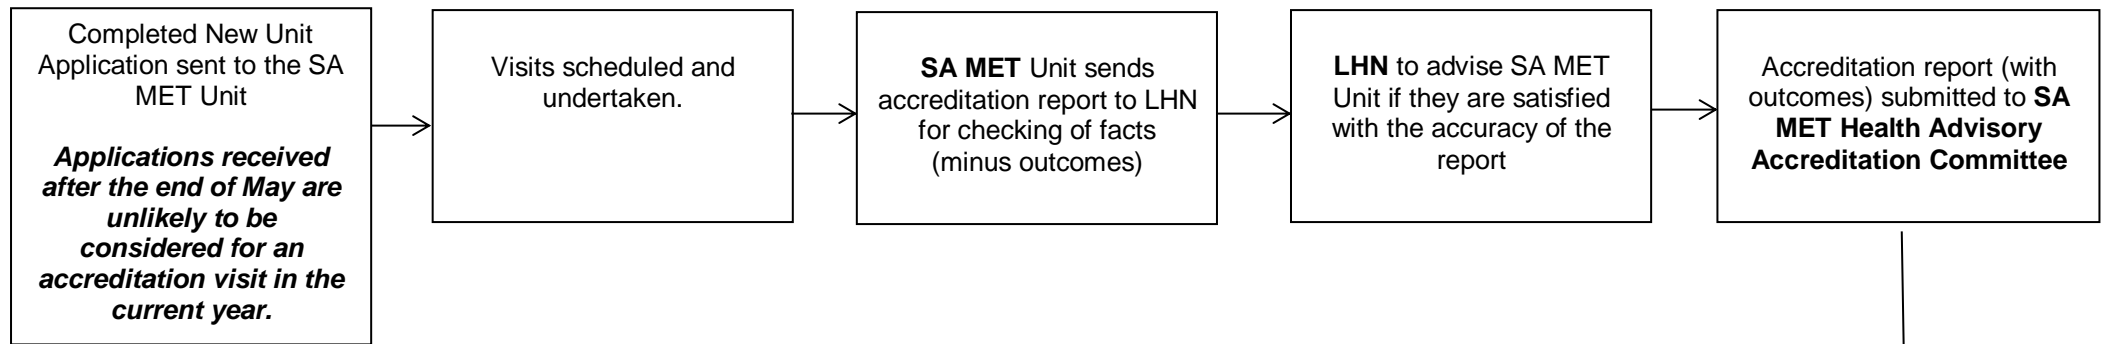 Completed New Unit
Application sent to the SA
MET Unit
Applications received
after the end of May are
unlikely to be
considered for an
accreditation visit in the
current year.
Visits scheduled and
undertaken.
SA MET Unit sends
accreditation report to LHN
for checking of facts
(minus outcomes)
LHN to advise SA MET
Unit if they are satisfied
with the accuracy of the
report
Accreditation report (with
outcomes) submitted to SA
MET Health Advisory
Accreditation Committee